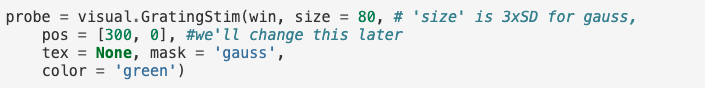 probe = visual.GratingStim(win, size = 80, # 'size' is 3xSD for gauss,
    pos = [300, 0], #we'll change this later
    tex = None, mask = 'gauss',
    color = 'green')